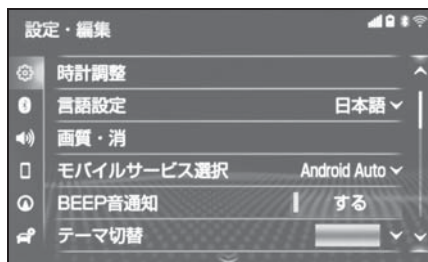 設定・編集
時計調整
言語設定 日本語
画質・消
モバイルサービス選択 Android Auto
BEEP音通知 する
テーマ切替